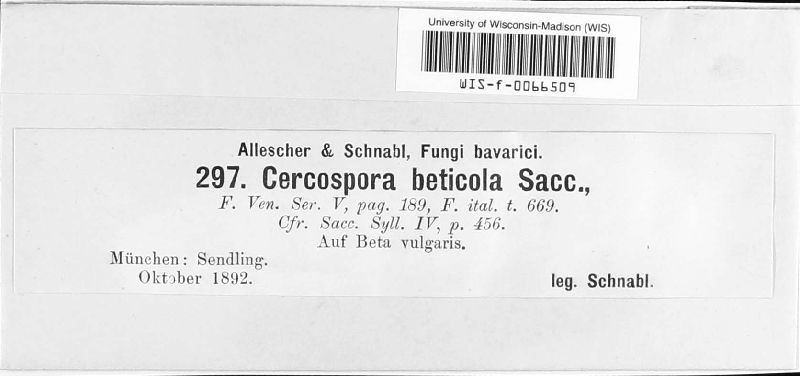 University of Wisconsin-Madison (WIS)
WIS-f-0066509
Allescher & Schnabl, Fungi bavarici.
297. Cercospora beticola Sacc.,
F. Ven. Ser. V, pag. 189, F. ital. t. 669.
Cfr. Sacc. Syll. IV, p. 456.
Auf Beta vulgaris.
München: Sendling.
Oktober 1892.
leg. Schnabl.